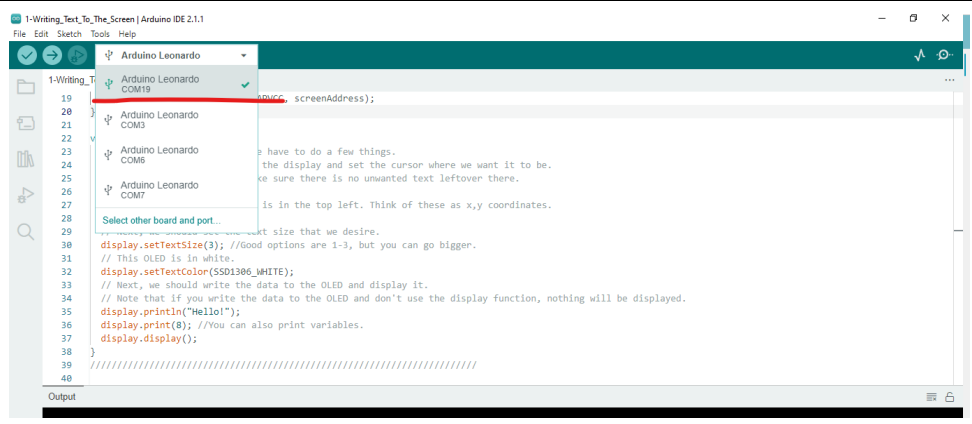 1-Writing_Text_To_The_Screen | Arduino IDE 2.1.1
File Edit Sketch Tools Help
Arduino Leonardo
1-Writing_T
Arduino Leonardo
COM19
Arduino Leonardo
COM3
Arduino Leonardo
COM6
Arduino Leonardo
COM7
Select other board and port...
19 , screenAddress);
20 }
21
22 v
23 e have to do a few things.
24 the display and set the cursor where we want it to be.
25 ke sure there is no unwanted text leftover there.
26
27 is in the top left. Think of these as x,y coordinates.
28
29 text size that we desire.
30 display.setTextSize(3); //Good options are 1-3, but you can go bigger.
31 // This OLED is in white.
32 display.setTextColor(SSD1306_WHITE);
33 // Next, we should write the data to the OLED and display it.
34 // Note that if you write the data to the OLED and don't use the display function, nothing will be displayed.
35 display.println("Hello!");
36 display.print(8); //You can also print variables.
37 display.display();
38 }
39 /////////////////////////////////////////////////////////////////////////
40
Output